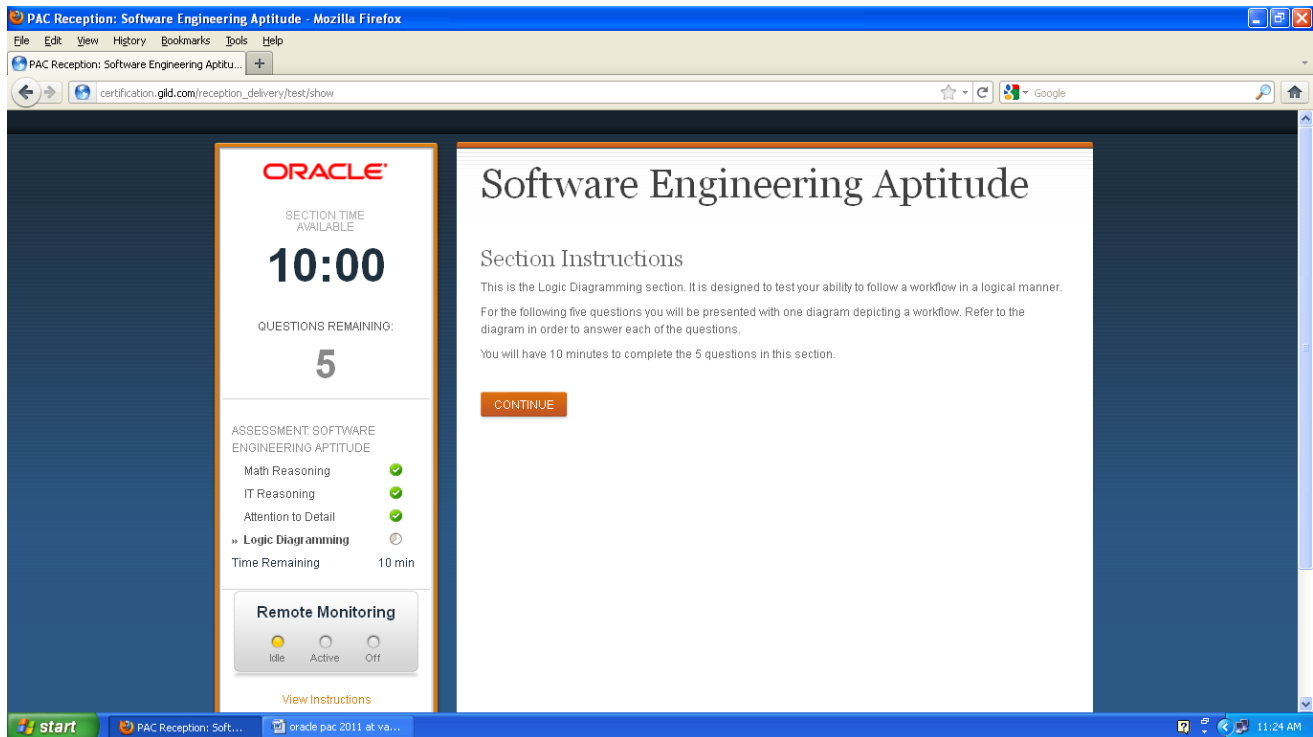 PAC Reception: Software Engineering Aptitude - Mozilla Firefox
File Edit View History Bookmarks Tools Help
PAC Reception: Software Engineering Aptitu... +
certification.gild.com/reception_delivery/test/show
Google
ORACLE
SECTION TIME
AVAILABLE
10:00
QUESTIONS REMAINING:
5
ASSESSMENT: SOFTWARE
ENGINEERING APTITUDE
Math Reasoning
IT Reasoning
Attention to Detail
» Logic Diagramming
Time Remaining 10 min
Remote Monitoring
Idle Active Off
View Instructions
Software Engineering Aptitude
Section Instructions
This is the Logic Diagramming section. It is designed to test your ability to follow a workflow in a logical manner.
For the following five questions you will be presented with one diagram depicting a workflow. Refer to the
diagram in order to answer each of the questions.
You will have 10 minutes to complete the 5 questions in this section.
CONTINUE
start
PAC Reception: Soft...
oracle pac 2011 at va...
11:24 AM